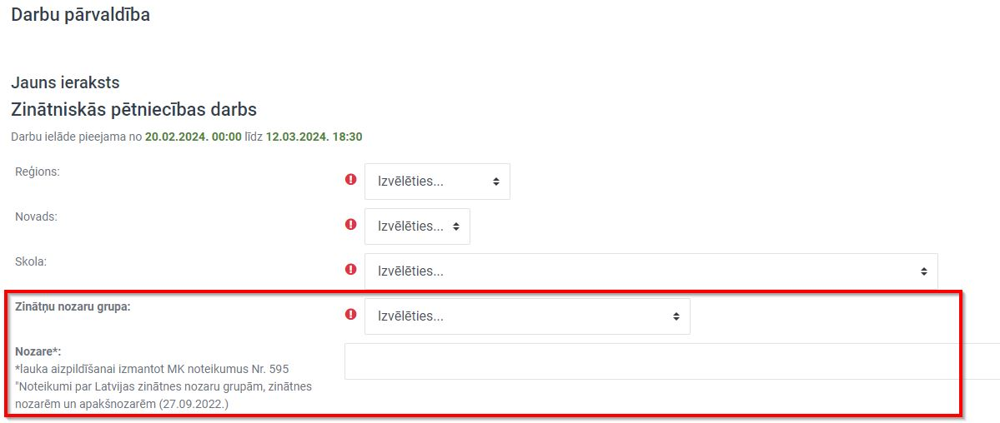 Darbu pārvaldība
Jauns ieraksts
Zinātniskās pētniecības darbs
Darbu ielāde pieejama no 20.02.2024. 00:00 līdz 12.03.2024. 18:30
Reģions:
Izvēlēties...
Novads:
Izvēlēties...
Skola:
Izvēlēties...
Zinātņu nozaru grupa:
Izvēlēties...
Nozare*:
*lauka aizpildīšanai izmantot MK noteikumus Nr. 595
"Noteikumi par Latvijas zinātnes nozaru grupām, zinātnes
nozarēm un apakšnozarēm (27.09.2022.)